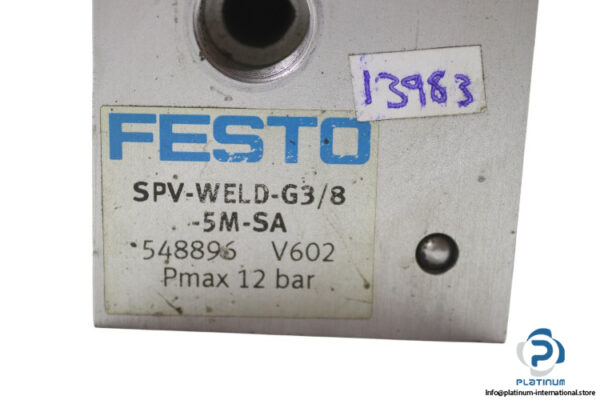 13983
FESTO
SPV-WELD-G3/8
-5M-SA
548896 V602
Pmax 12 bar
PLATINUM
Info@platinum-international.store